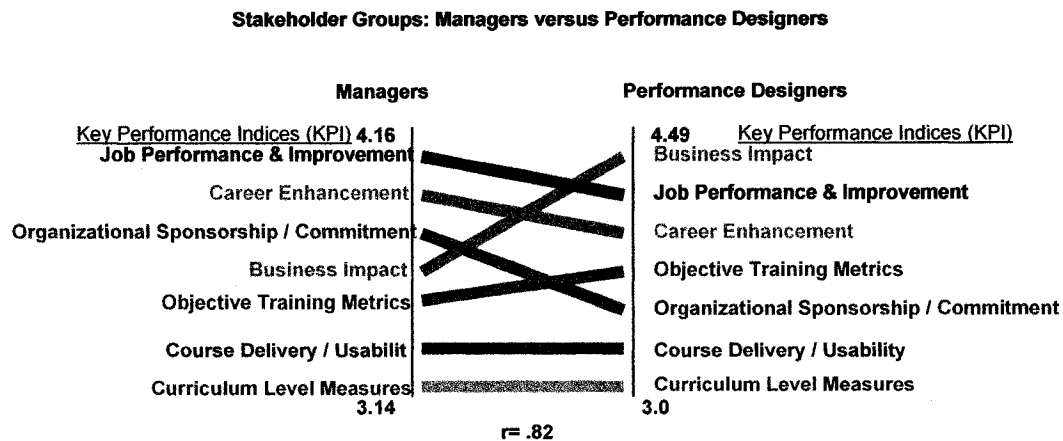 Stakeholder Groups: Managers versus Performance Designers
Managers
Performance Designers
Key Performance Indices (KPI) 4.16
4.49 Key Performance Indices (KPI)
Job Performance & Improvement
Business Impact
Career Enhancement
Job Performance & Improvement
Organizational Sponsorship / Commitment
Career Enhancement
Business Impact
Objective Training Metrics
Objective Training Metrics
Organizational Sponsorship / Commitment
Course Delivery / Usabilit
Course Delivery / Usability
Curriculum Level Measures
Curriculum Level Measures
3.14
3.0
r= .82